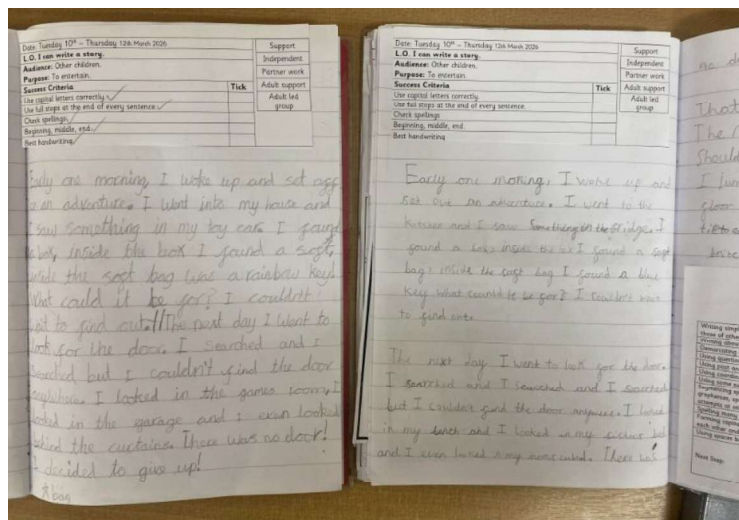 Date: Tuesday 10th – Thursday 12th March 2026
L.O. I can write a story.
Audience: Other children.
Purpose: To entertain.
Success Criteria Tick
Use capital letters correctly.
Use full stops at the end of every sentence.
Check spellings
Beginning, middle, end.
Best handwriting
Support
Independent
Partner work
Adult support
Adult led group
Early one morning, I woke up and set off
on an adventure. I went into my house and
I saw something in my toy car. I found
a box, inside the box I found a soft,
inside the soft bag was a rainbow key.
What could it be for? I couldn't
wait to find out!! The next day I went to
look for the door. I searched and I
searched but I couldn't find the door
anywhere. I looked in the games room, I
looked in the garage and I even looked
behind the curtains. There was no door!
I decided to give up!
*bag
Date: Tuesday 10th – Thursday 12th March 2026
L.O. I can write a story.
Audience: Other children.
Purpose: To entertain.
Success Criteria Tick
Use capital letters correctly.
Use full stops at the end of every sentence.
Check spellings
Beginning, middle, end.
Best handwriting
Support
Independent
Partner work
Adult support
Adult led group
Early one morning, I woke up and
set out an adventure. I went to the
kitchen and I saw something in the fridge. I
found a box inside the box I found a soft
bag, inside the soft bag I found a blue
key what be for? I wait
to find out.
The next day I went to look for the door.
I searched and I searched and I searched
but I couldn't find the door. I looked
in my and I looked in my bed
and I even looked in my mums. There was
no
That
The
Should
I
floor
Next Step: